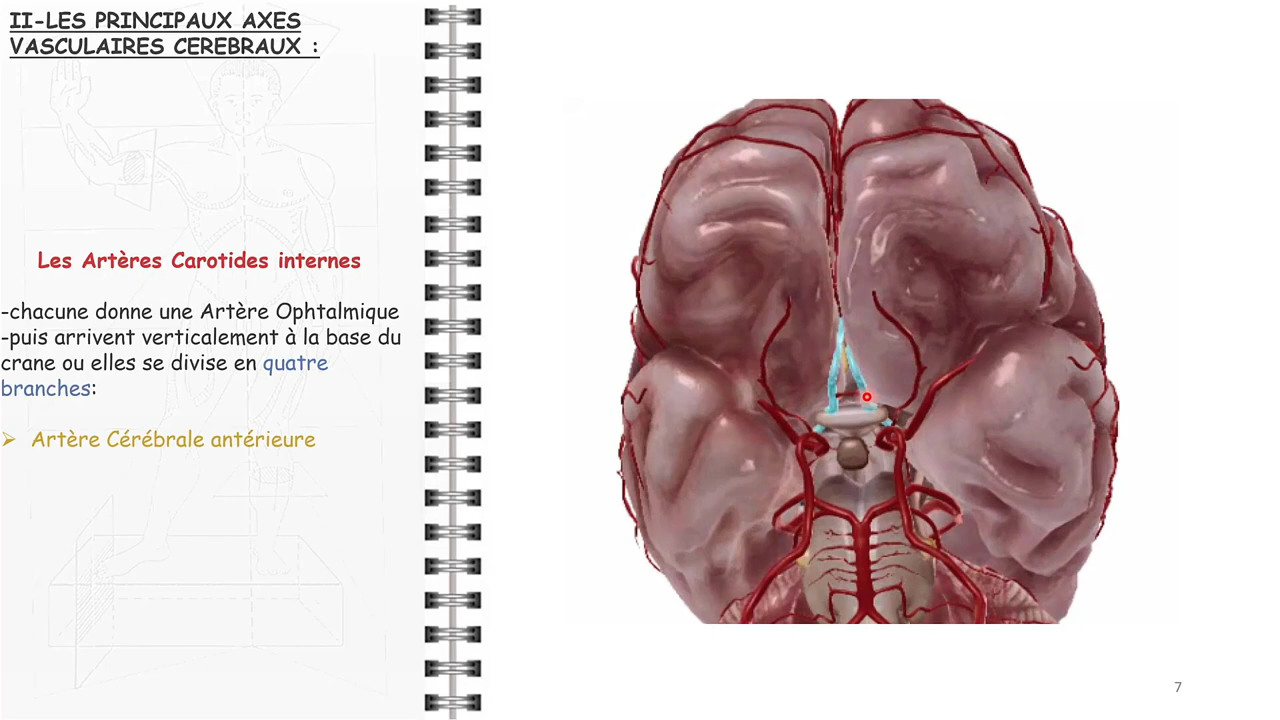 II-LES PRINCIPAUX AXES
VASCULAIRES CEREBRAUX :
Les Artères Carotides internes
-chacune donne une Artère Ophtalmique
-puis arrivent verticalement à la base du
crane ou elles se divise en quatre
branches:
➢ Artère Cérébrale antérieure
7